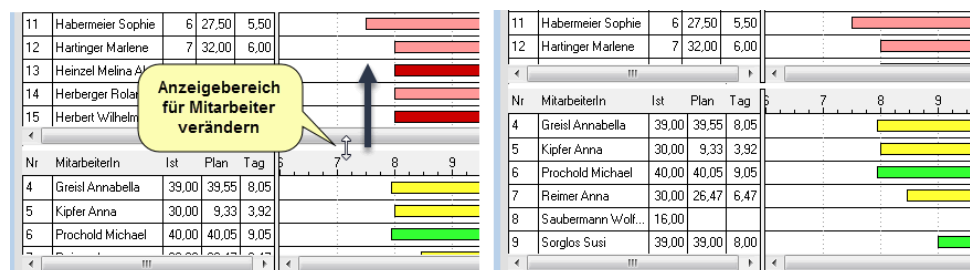 11 Habermeier Sophie 6 27,50 5,50
12 Hartinger Marlene 7 32,00 6,00
13 Heinzel Melina
14 Herberger
15 Herbert Wilhelm
Anzeigebereich
für Mitarbeiter
verändern
Nr MitarbeiterIn Ist Plan Tag 6 7 8 9
4 Greisl Annabella 39,00 39,55 8,05
5 Kipfer Anna 30,00 9,33 3,92
6 Prochold Michael 40,00 40,05 9,05
11 Habermeier Sophie 6 27,50 5,50
12 Hartinger Marlene 7 32,00 6,00
Nr MitarbeiterIn Ist Plan Tag 6 7 8 9
4 Greisl Annabella 39,00 39,55 8,05
5 Kipfer Anna 30,00 9,33 3,92
6 Prochold Michael 40,00 40,05 9,05
7 Reimer Anna 30,00 26,47 6,47
8 Saubermann Wolf... 16,00
9 Sorglos Susi 39,00 39,00 8,00